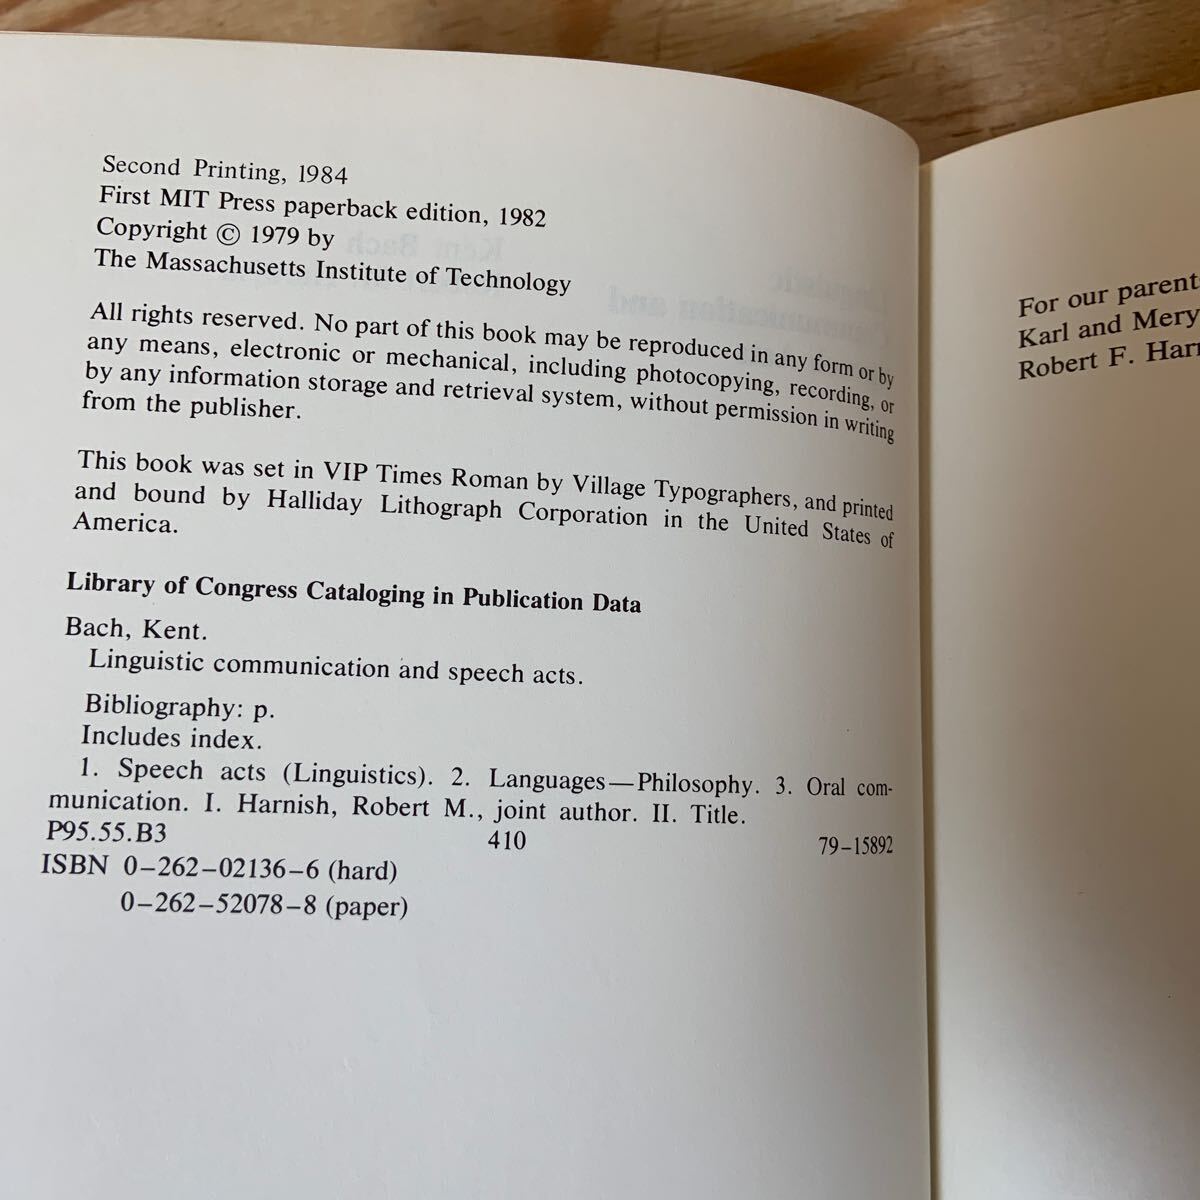 Second Printing, 1984
First MIT Press paperback edition, 1982
Copyright © 1979 by
The Massachusetts Institute of Technology
All rights reserved. No part of this book may be reproduced in any form or by
any means, electronic or mechanical, including photocopying, recording, or
by any information storage and retrieval system, without permission in writing
from the publisher.
This book was set in VIP Times Roman by Village Typographers, and printed
and bound by Halliday Lithograph Corporation in the United States of
America.
Library of Congress Cataloging in Publication Data
Bach, Kent.
Linguistic communication and speech acts.
Bibliography: p.
Includes index.
1. Speech acts (Linguistics). 2. Languages—Philosophy. 3. Oral com-
munication. I. Harnish, Robert M., joint author. II. Title.
P95.55.B3 410 79–15892
ISBN 0–262–02136–6 (hard)
0–262–52078–8 (paper)
For our parent
Karl and Mery
Robert F. Har